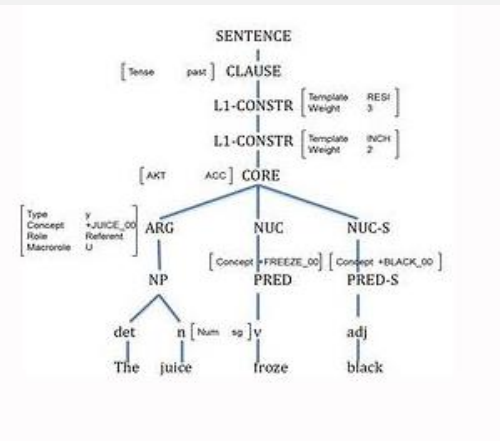 SENTENCE
[Tense past] CLAUSE
L1-CONSTR [Template RESI
Weight 3]
L1-CONSTR [Template INCH
Weight 2]
[AKT ACC] CORE
[Type y
Concept +JUICE_00
Role Referent
Macrorole U]
ARG NUC NUC-S
[Concept +FREEZE_00] [Concept +BLACK_00]
NP PRED PRED-S
det n [Num sg] v adj
The juice froze black